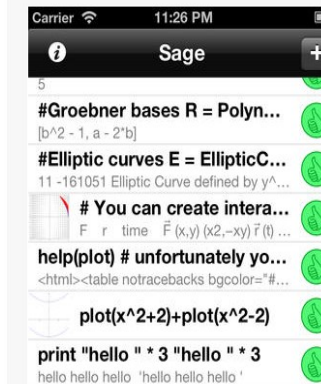 Carrier 11:26 PM
i Sage +
5
#Groebner bases R = Polyn...
[b^2 - 1, a - 2*b]
#Elliptic curves E = EllipticC...
11 -161051 Elliptic Curve defined by y^...
# You can create intera...
F r time F⃗ (x,y) (x2,−xy) r⃗ (t) ...
help(plot) # unfortunately yo...
<html><table notracebacks bgcolor="#...
plot(x^2+2)+plot(x^2-2)
print "hello " * 3 "hello " * 3
hello hello hello 'hello hello hello '